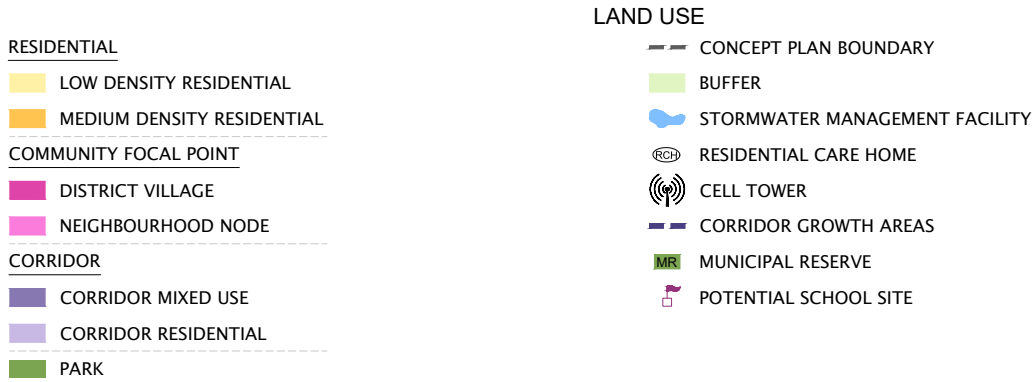 LAND USE
RESIDENTIAL
LOW DENSITY RESIDENTIAL
MEDIUM DENSITY RESIDENTIAL
COMMUNITY FOCAL POINT
DISTRICT VILLAGE
NEIGHBOURHOOD NODE
CORRIDOR
CORRIDOR MIXED USE
CORRIDOR RESIDENTIAL
PARK
CONCEPT PLAN BOUNDARY
BUFFER
STORMWATER MANAGEMENT FACILITY
RCH RESIDENTIAL CARE HOME
CELL TOWER
CORRIDOR GROWTH AREAS
MR MUNICIPAL RESERVE
POTENTIAL SCHOOL SITE